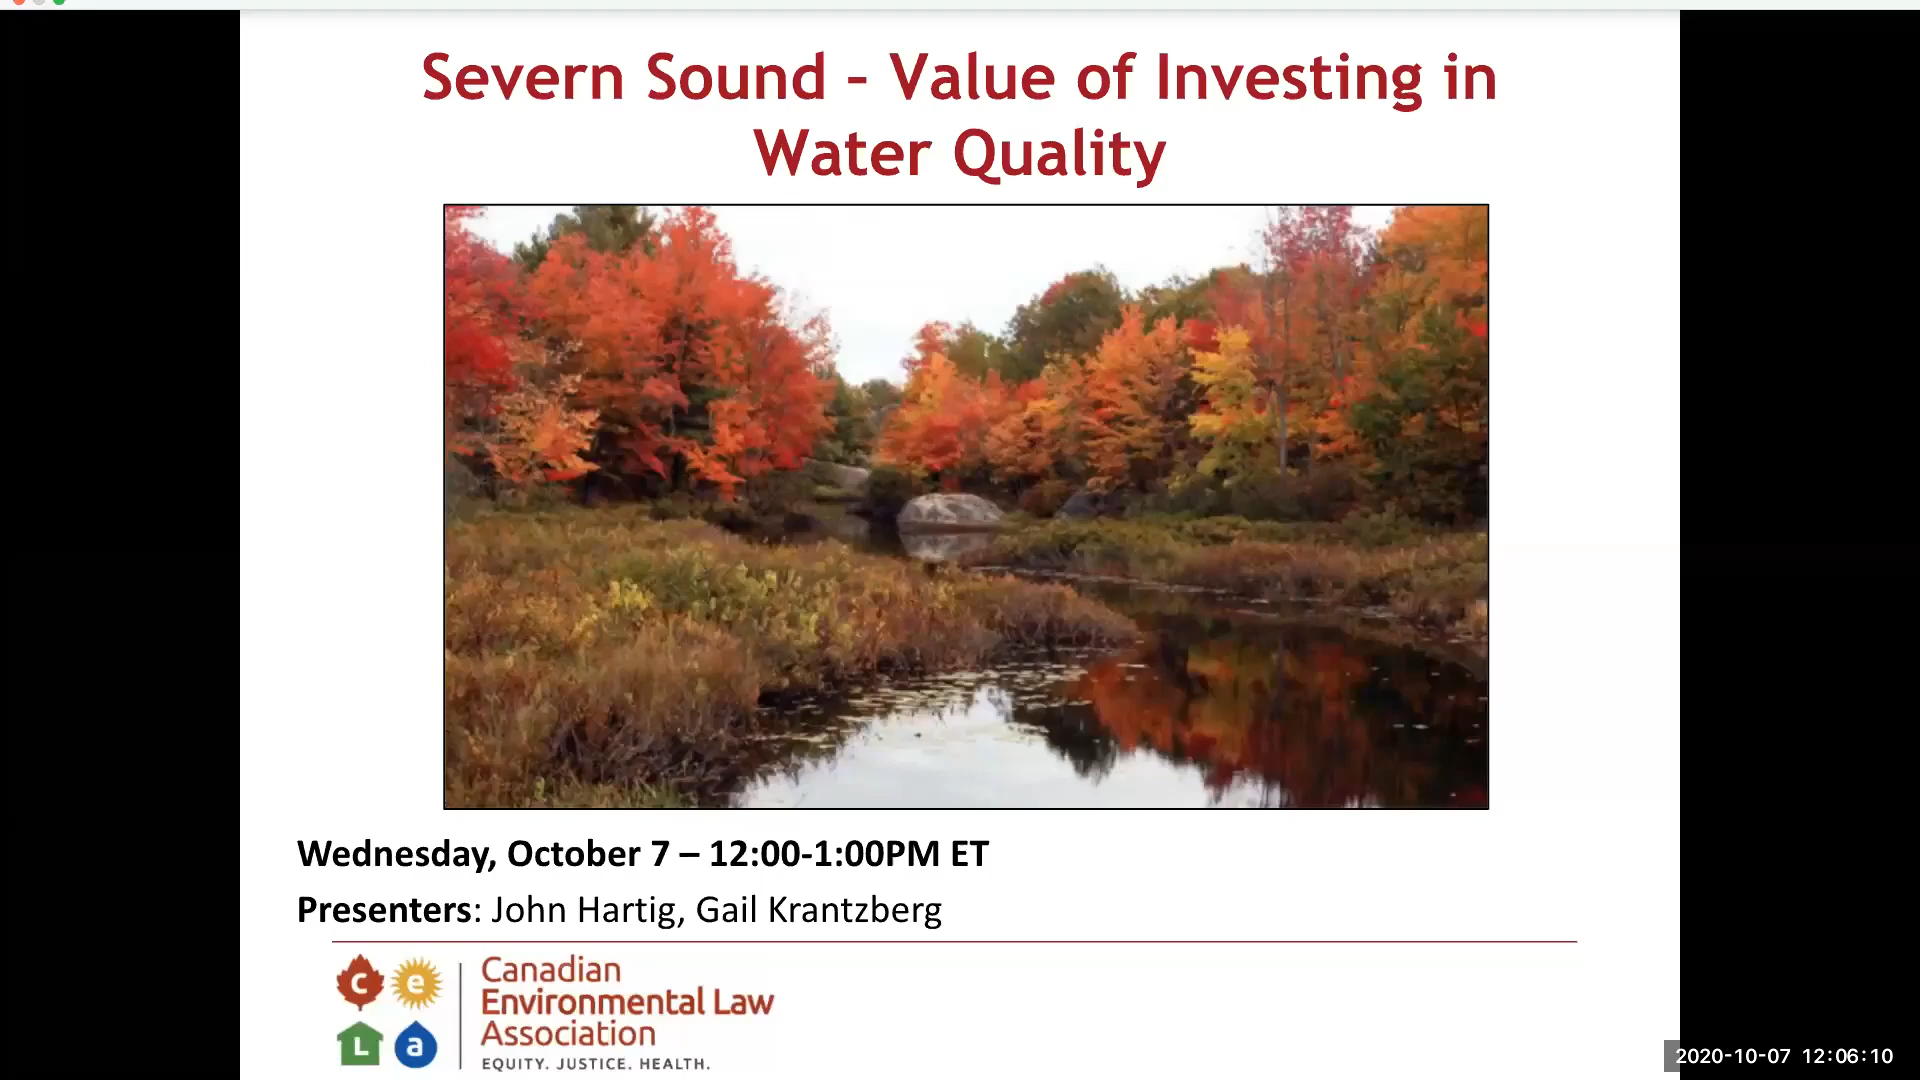 Severn Sound – Value of Investing in
Water Quality
Wednesday, October 7 – 12:00-1:00PM ET
Presenters: John Hartig, Gail Krantzberg
c e
L a
Canadian
Environmental Law
Association
EQUITY. JUSTICE. HEALTH.
2020-10-07 12:06:10